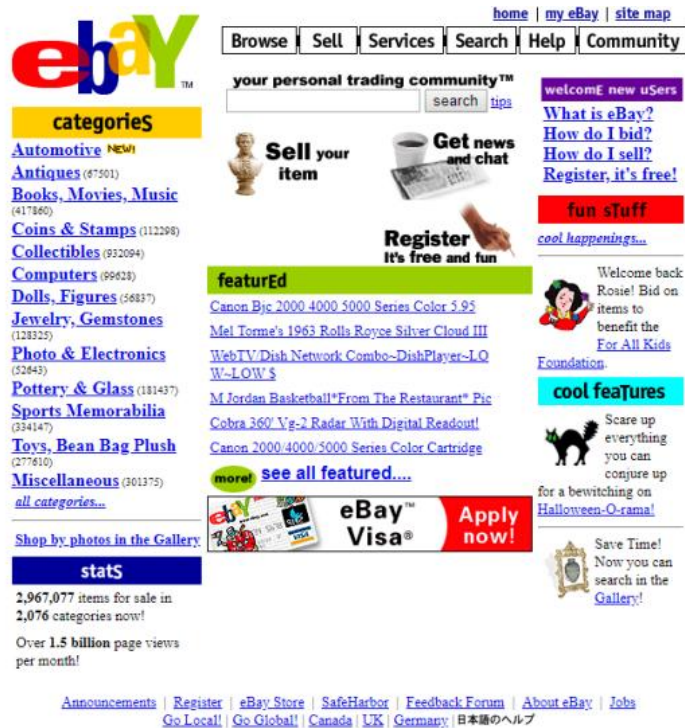 home | my eBay | site map
ebaY™
Browse Sell Services Search Help Community
your personal trading community™
search tips
categorieS
Automotive NEW!
Antiques (67501)
Books, Movies, Music
(417860)
Coins & Stamps (112298)
Collectibles (932094)
Computers (99628)
Dolls, Figures (56837)
Jewelry, Gemstones
(128325)
Photo & Electronics
(52643)
Pottery & Glass (181437)
Sports Memorabilia
(334147)
Toys, Bean Bag Plush
(277610)
Miscellaneous (301375)
all categories...
Shop by photos in the Gallery
statS
2,967,077 items for sale in
2,076 categories now!
Over 1.5 billion page views
per month!
Sell your
item
Get news
and chat
Register
It's free and fun
featurEd
Canon Bjc 2000 4000 5000 Series Color 5.95
Mel Torme's 1963 Rolls Royce Silver Cloud III
WebTV/Dish Network Combo~DishPlayer~LO
W~LOW $
M Jordan Basketball*From The Restaurant* Pic
Cobra 360' Vg-2 Radar With Digital Readout!
Canon 2000/4000/5000 Series Color Cartridge
more! see all featured....
ebaY
VISA
eBay™
Visa®
Apply
now!
welcomE new uSers
What is eBay?
How do I bid?
How do I sell?
Register, it's free!
fun sTuff
cool happenings...
Welcome back
Rosie! Bid on
items to
benefit the
For All Kids
Foundation.
cool feaTures
Scare up
everything
you can
conjure up
for a bewitching on
Halloween-O-rama!
Save Time!
Now you can
search in the
Gallery!
Announcements | Register | eBay Store | SafeHarbor | Feedback Forum | About eBay | Jobs
Go Local! | Go Global! | Canada | UK | Germany | 日本語のヘルプ